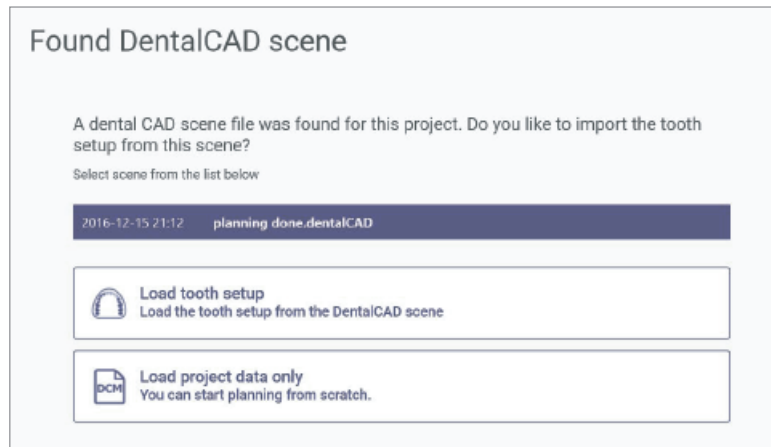 Found DentalCAD scene
A dental CAD scene file was found for this project. Do you like to import the tooth
setup from this scene?
Select scene from the list below
2016-12-15 21:12 planning done.dentalCAD
Load tooth setup
Load the tooth setup from the DentalCAD scene
DCM
Load project data only
You can start planning from scratch.